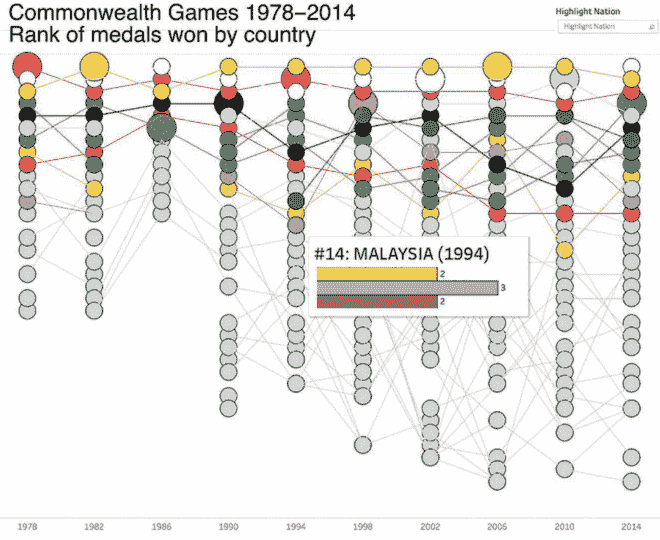 Commonwealth Games 1978–2014
Rank of medals won by country
Highlight Nation
Highlight Nation
#14: MALAYSIA (1994)
2
3
2
1978 1982 1986 1990 1994 1998 2002 2006 2010 2014